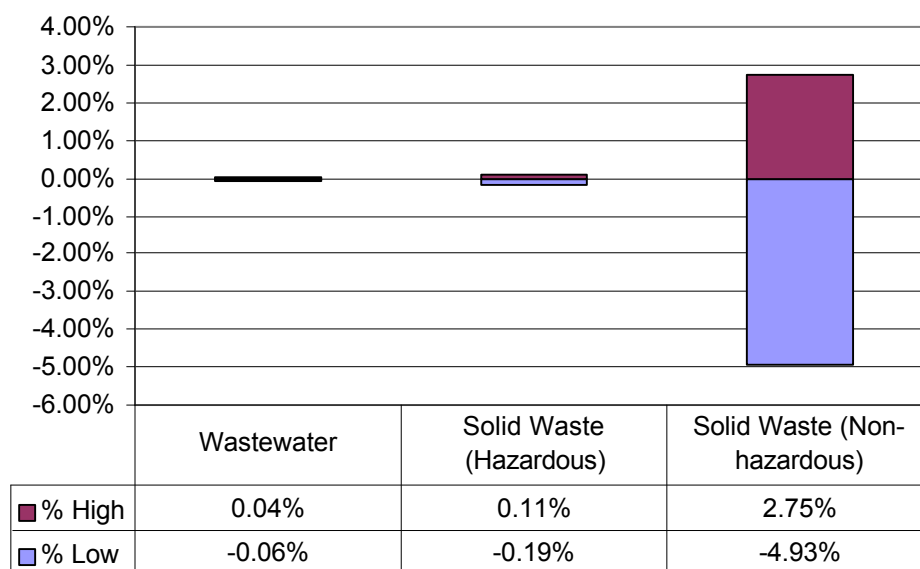 4.00%
3.00%
2.00%
1.00%
0.00%
-1.00%
-2.00%
-3.00%
-4.00%
-5.00%
-6.00%
Wastewater
Solid Waste
(Hazardous)
Solid Waste (Non-
hazardous)
% High 0.04% 0.11% 2.75%
% Low -0.06% -0.19% -4.93%